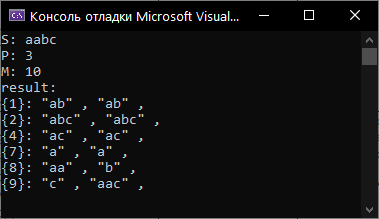 Консоль отладки Microsoft Visual...
S: aabc
P: 3
M: 10
result:
{1}: "ab" , "ab" ,
{2}: "abc" , "abc" ,
{4}: "ac" , "ac" ,
{7}: "a" , "a" ,
{8}: "aa" , "b" ,
{9}: "c" , "aac" ,